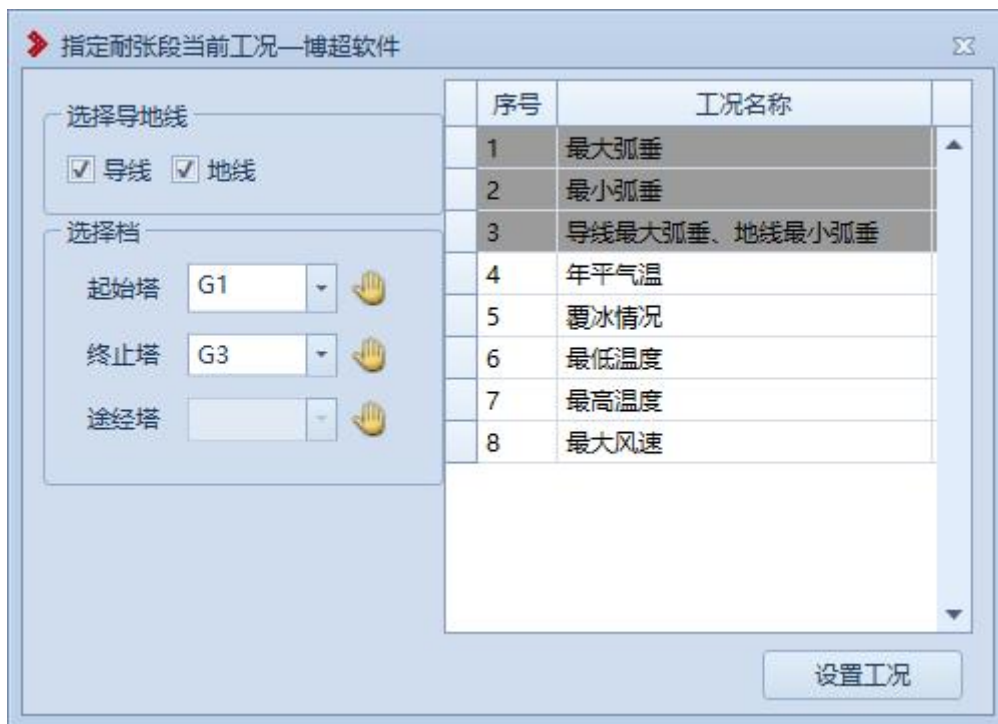 指定耐张段当前工况—博超软件
选择导地线
导线 地线
选择档
起始塔 G1
终止塔 G3
途经塔
序号 工况名称
1 最大弧垂
2 最小弧垂
3 导线最大弧垂、地线最小弧垂
4 年平气温
5 覆冰情况
6 最低温度
7 最高温度
8 最大风速
设置工况